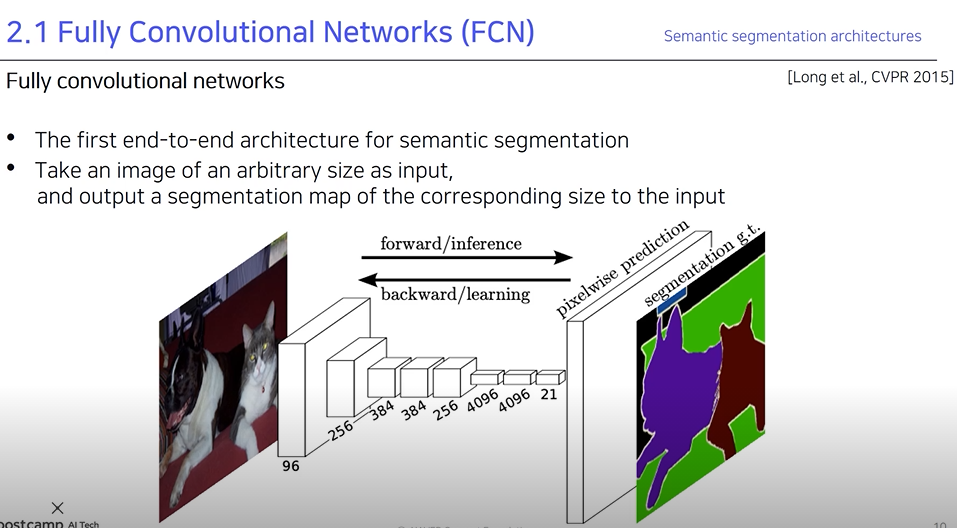 2.1 Fully Convolutional Networks (FCN)
Semantic segmentation architectures
Fully convolutional networks
[Long et al., CVPR 2015]
• The first end-to-end architecture for semantic segmentation
• Take an image of an arbitrary size as input,
and output a segmentation map of the corresponding size to the input
forward/inference
backward/learning
pixelwise prediction
segmentation g.t.
96
256
384
384
256
4096
4096
21
AI Tech
10